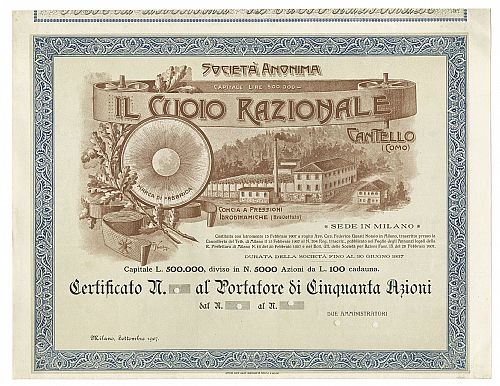 SOCIETÀ ANONIMA
CAPITALE LIRE 500.000=
IL CUOIO RAZIONALE
CANTELLO
(COMO)
MARCA DI FABBRICA
CONCIA A PRESSIONI
IDRODINAMICHE (Brevettata)
SEDE IN MILANO
DURATA DELLA SOCIETÀ FINO AL 30 GIUGNO 1937
Capitale L. 500.000, diviso in N. 5000 Azioni da L. 100 cadauna.
Certificato N. al Portatore di Cinquanta Azioni
dal N. al N.
DUE AMMINISTRATORI
Milano, Settembre 1907.